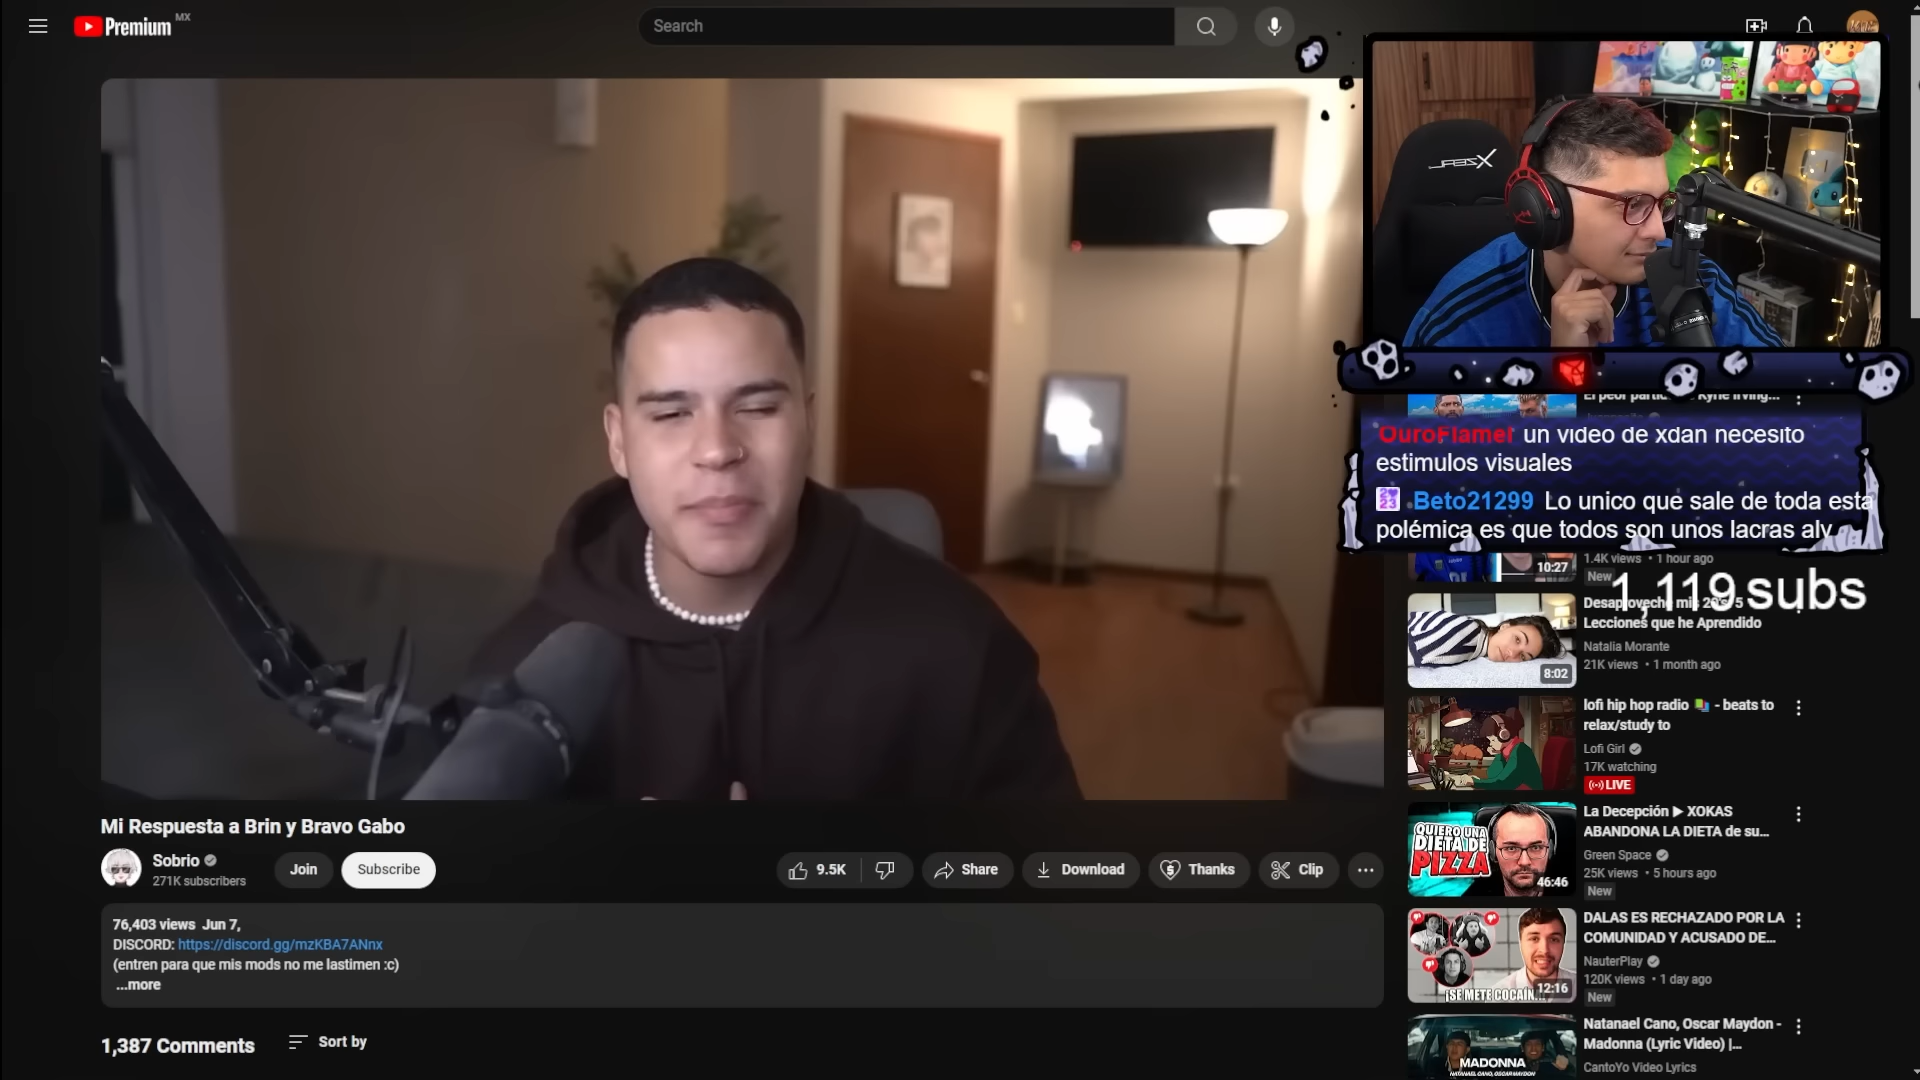 Premium MX
Search
un video de xdan necesito
estimulos visuales
Beto21299 Lo unico que sale de toda esta
polémica es que todos son unos lacras alv
10:27
1.4K views • 1 hour ago
New
1,119 subs
Lecciones que he Aprendido
Natalia Morante
21K views • 1 month ago
8:02
lofi hip hop radio 📚 - beats to
relax/study to
Lofi Girl
17K watching
LIVE
QUIERO UNA
DIETA DE
PIZZA
46:46
La Decepción ▶ XOKAS
ABANDONA LA DIETA de su...
Green Space
25K views • 5 hours ago
New
¡SE METE COCAÍN...
12:16
DALAS ES RECHAZADO POR LA
COMUNIDAD Y ACUSADO DE...
NauterPlay
120K views • 1 day ago
New
MADONNA
NATANAEL CANO, OSCAR MAYDON
Natanael Cano, Oscar Maydon -
Madonna (Lyric Video) |...
CantoYo Video Lyrics
Mi Respuesta a Brin y Bravo Gabo
Sobrio
271K subscribers
Join
Subscribe
9.5K
Share
Download
Thanks
Clip
76,403 views Jun 7,
DISCORD: https://discord.gg/mzKBA7ANnx
(entren para que mis mods no me lastimen :c)
...more
1,387 Comments
Sort by